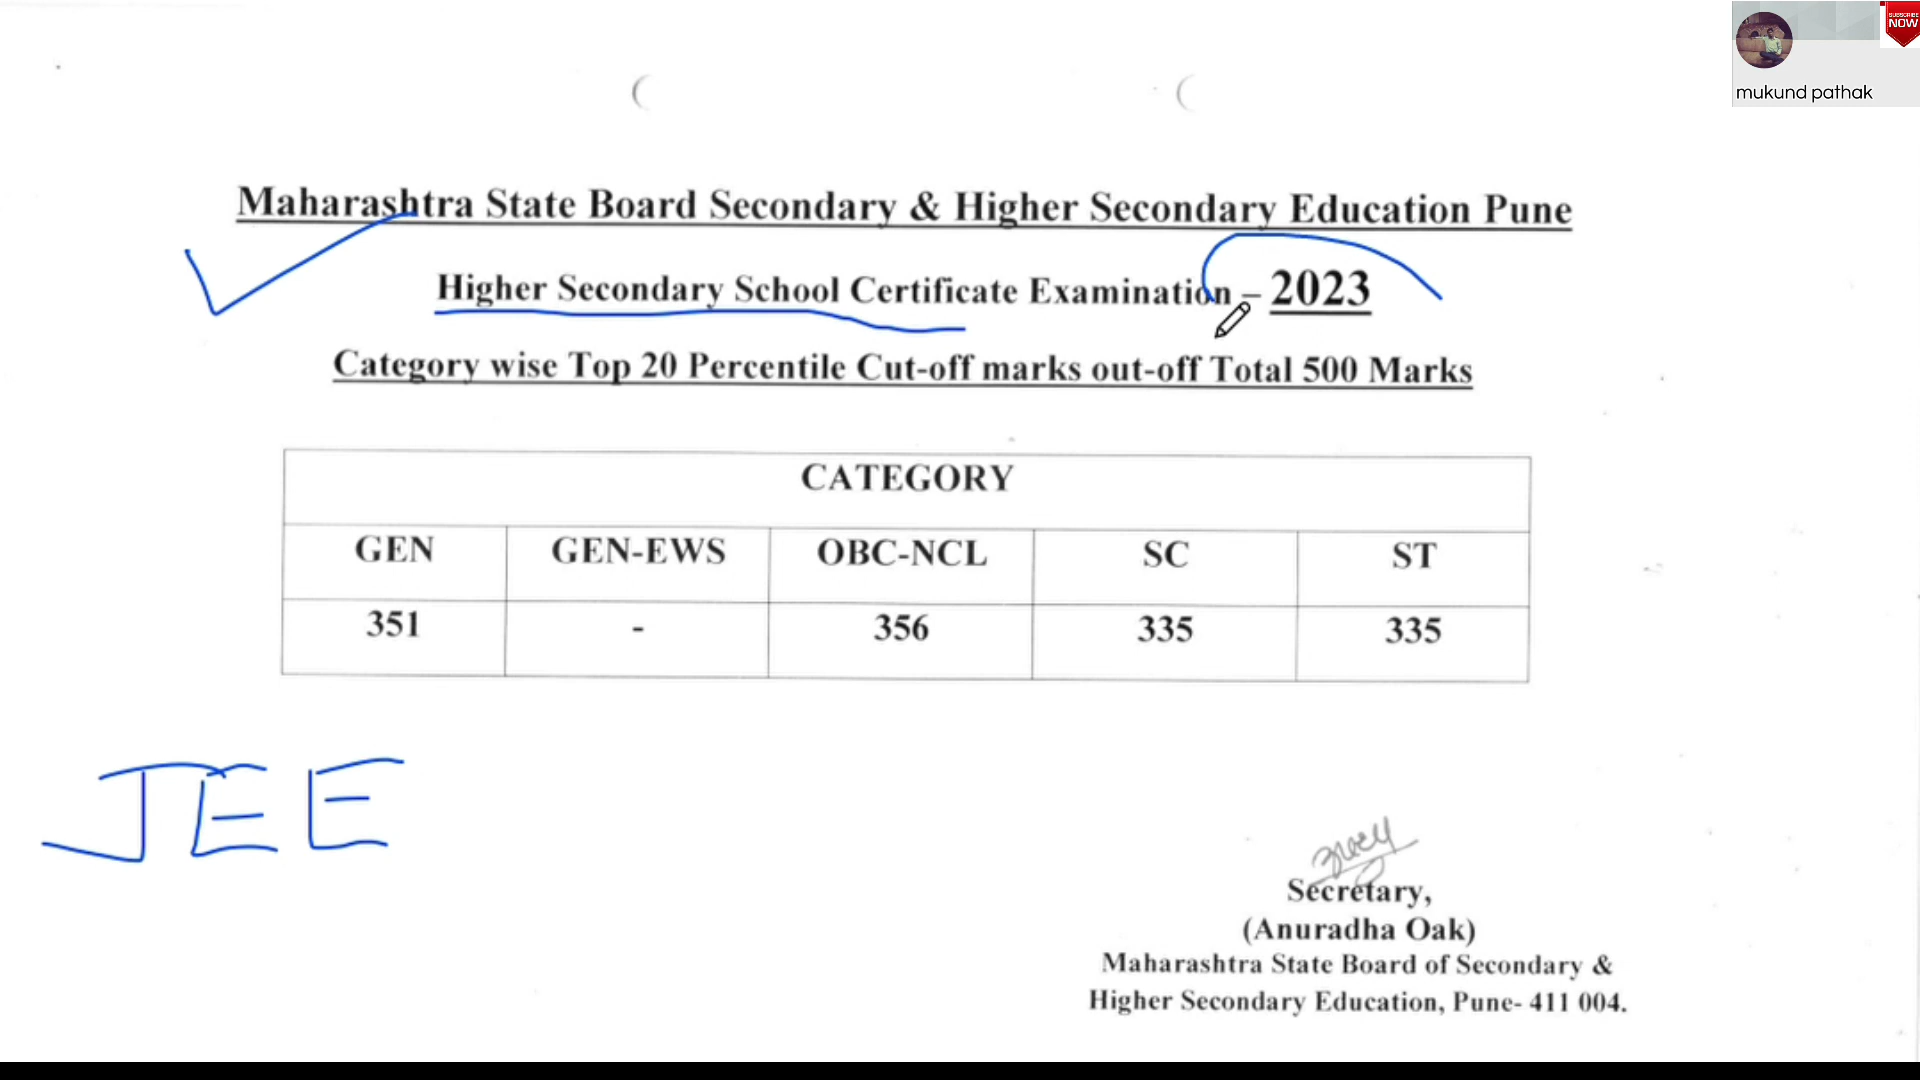 SUBSCRIBE
NOW
mukund pathak
Maharashtra State Board Secondary & Higher Secondary Education Pune
Higher Secondary School Certificate Examination – 2023
Category wise Top 20 Percentile Cut-off marks out-off Total 500 Marks
CATEGORY
GEN GEN-EWS OBC-NCL SC ST
351 - 356 335 335
JEE
Secretary,
(Anuradha Oak)
Maharashtra State Board of Secondary &
Higher Secondary Education, Pune- 411 004.